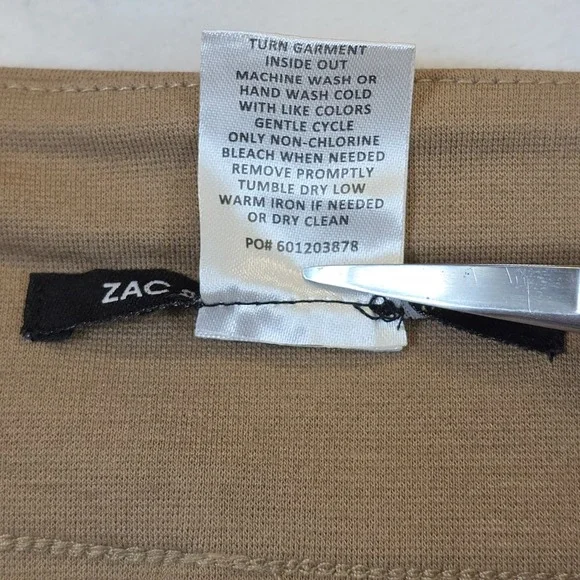 TURN GARMENT
INSIDE OUT
MACHINE WASH OR
HAND WASH COLD
WITH LIKE COLORS
GENTLE CYCLE
ONLY NON-CHLORINE
BLEACH WHEN NEEDED
REMOVE PROMPTLY
TUMBLE DRY LOW
WARM IRON IF NEEDED
OR DRY CLEAN
PO# 601203878
ZAC